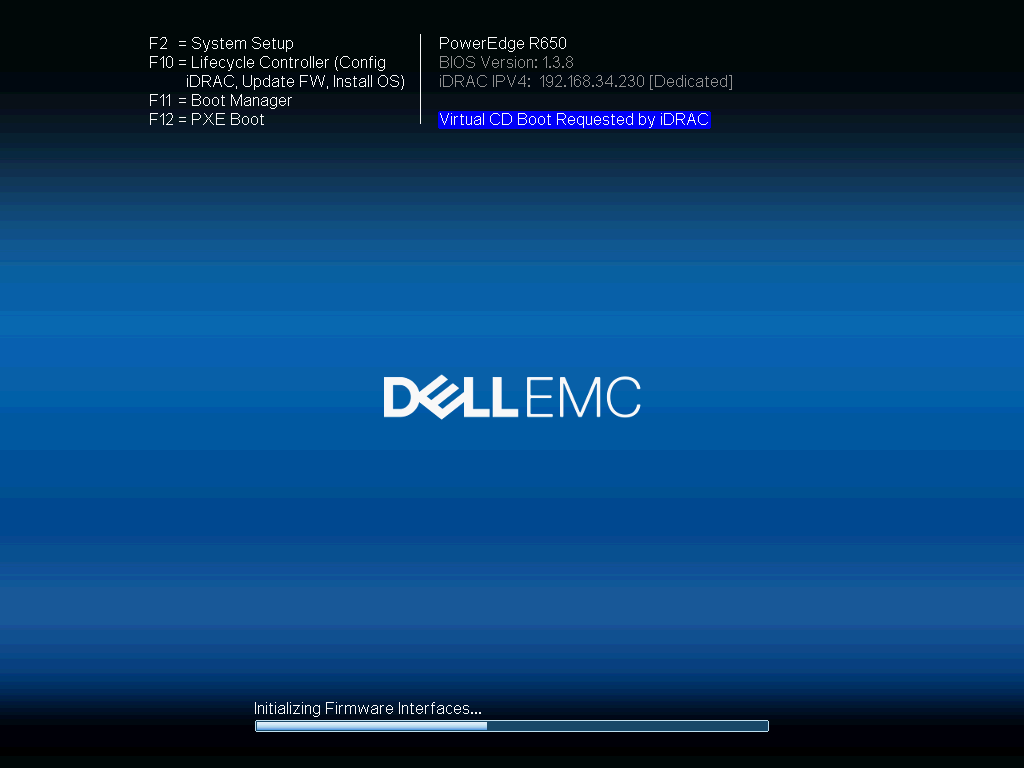 F2 = System Setup
F10 = Lifecycle Controller (Config
iDRAC, Update FW, Install OS)
F11 = Boot Manager
F12 = PXE Boot
PowerEdge R650
BIOS Version: 1.3.8
iDRAC IPV4: 192.168.34.230 [Dedicated]
Virtual CD Boot Requested by iDRAC
DELL EMC
Initializing Firmware Interfaces...